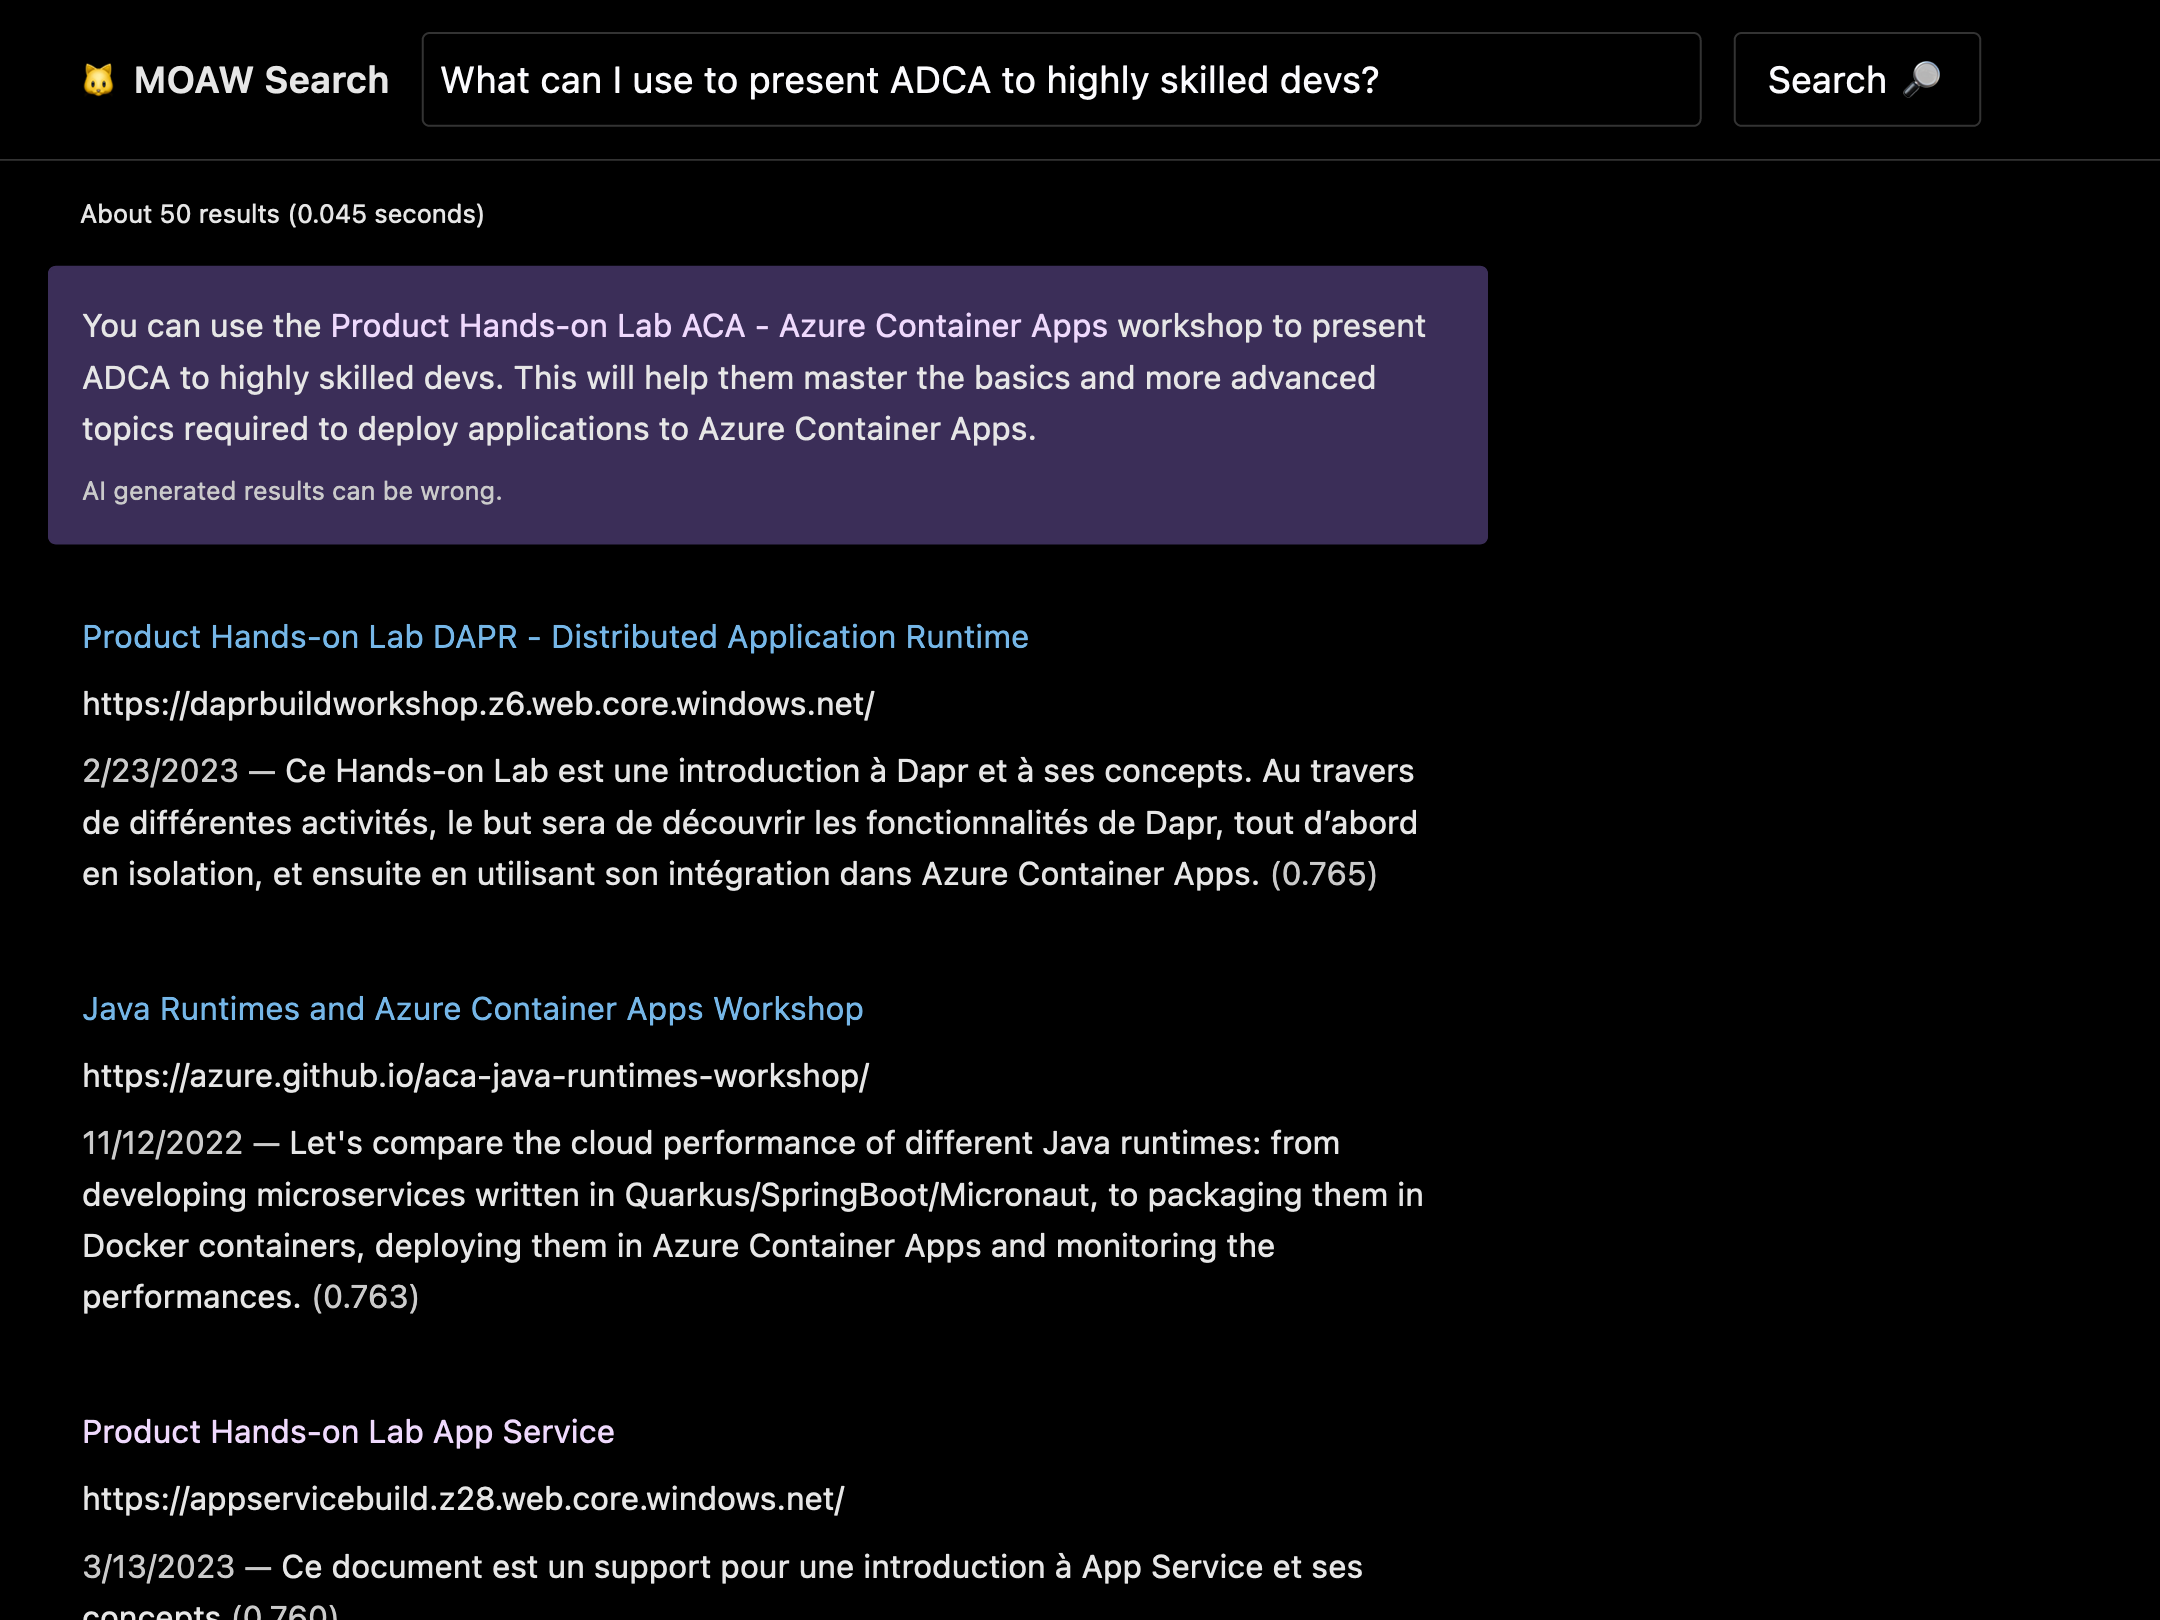 🐱 MOAW Search
What can I use to present ADCA to highly skilled devs?
Search 🔎
About 50 results (0.045 seconds)
You can use the Product Hands-on Lab ACA - Azure Container Apps workshop to present
ADCA to highly skilled devs. This will help them master the basics and more advanced
topics required to deploy applications to Azure Container Apps.
AI generated results can be wrong.
Product Hands-on Lab DAPR - Distributed Application Runtime
https://daprbuildworkshop.z6.web.core.windows.net/
2/23/2023 — Ce Hands-on Lab est une introduction à Dapr et à ses concepts. Au travers
de différentes activités, le but sera de découvrir les fonctionnalités de Dapr, tout d’abord
en isolation, et ensuite en utilisant son intégration dans Azure Container Apps. (0.765)
Java Runtimes and Azure Container Apps Workshop
https://azure.github.io/aca-java-runtimes-workshop/
11/12/2022 — Let's compare the cloud performance of different Java runtimes: from
developing microservices written in Quarkus/SpringBoot/Micronaut, to packaging them in
Docker containers, deploying them in Azure Container Apps and monitoring the
performances. (0.763)
Product Hands-on Lab App Service
https://appservicebuild.z28.web.core.windows.net/
3/13/2023 — Ce document est un support pour une introduction à App Service et ses
concepts (0.760)